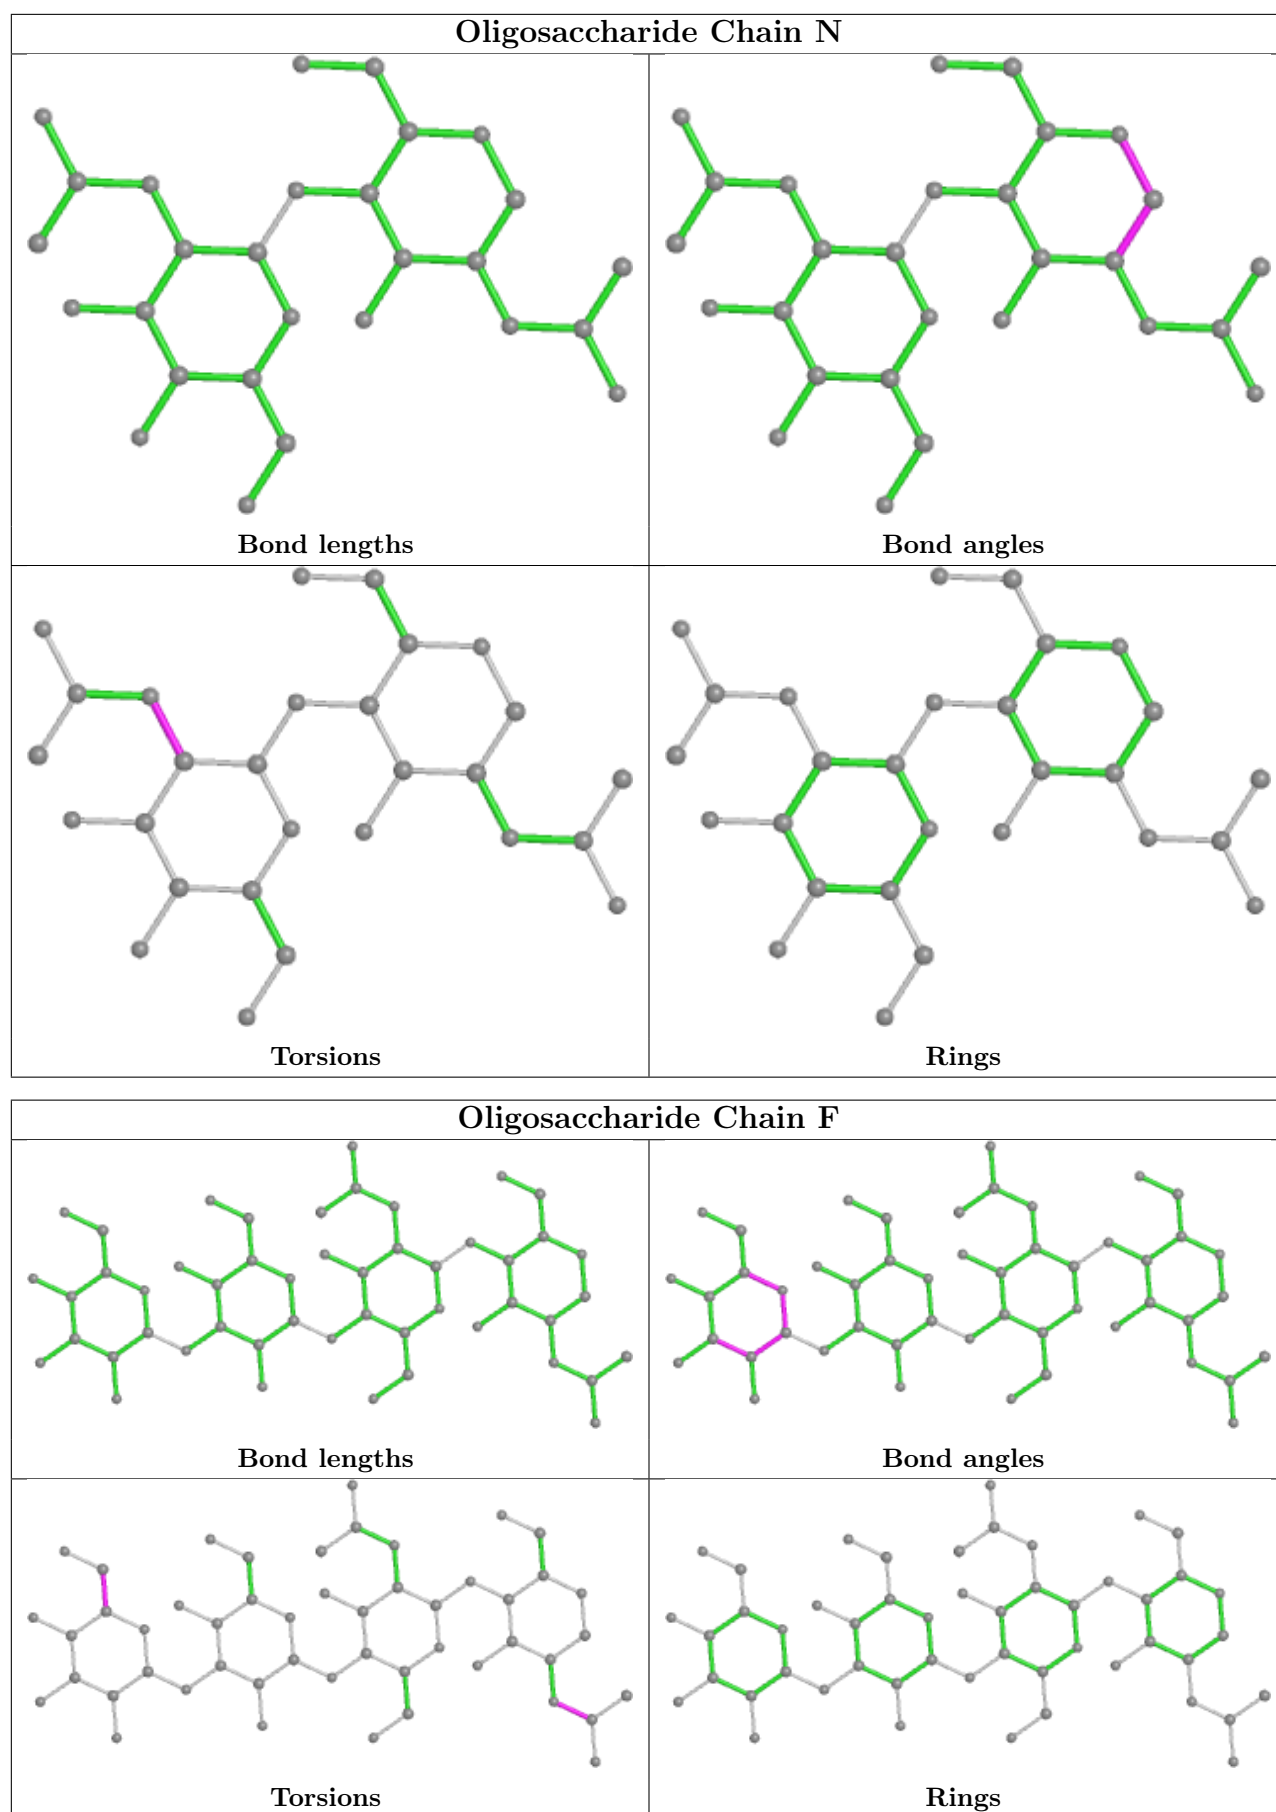 Oligosaccharide Chain N
Bond lengths
Bond angles
Torsions
Rings
Oligosaccharide Chain F
Bond lengths
Bond angles
Torsions
Rings